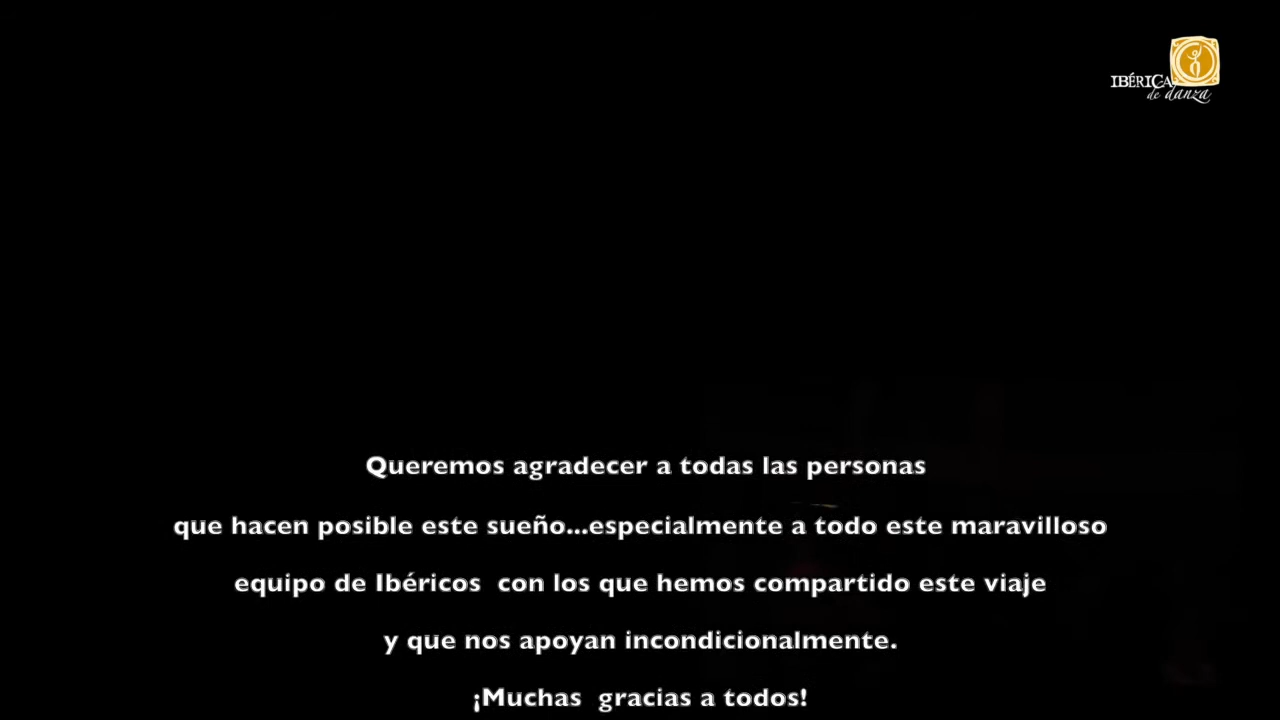 IBÉRICA
de danza
Queremos agradecer a todas las personas
que hacen posible este sueño...especialmente a todo este maravilloso
equipo de Ibéricos  con los que hemos compartido este viaje
y que nos apoyan incondicionalmente.
¡Muchas  gracias a todos!